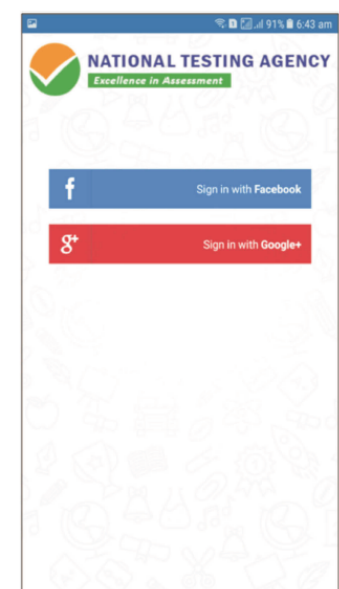 91% 6:43 am
NATIONAL TESTING AGENCY
Excellence in Assessment
f Sign in with Facebook
g+ Sign in with Google+